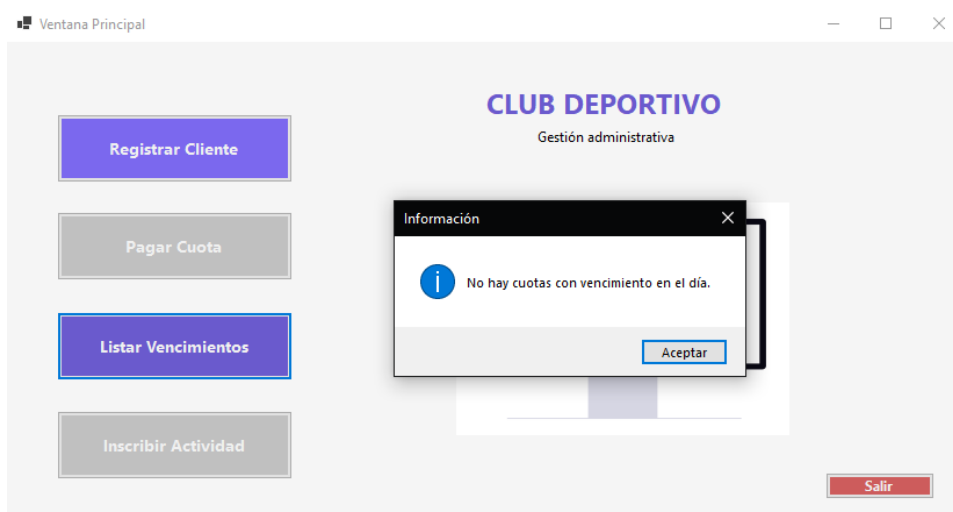 Ventana Principal
CLUB DEPORTIVO
Gestión administrativa
Registrar Cliente
Pagar Cuota
Listar Vencimientos
Inscribir Actividad
Información
No hay cuotas con vencimiento en el día.
Aceptar
Salir